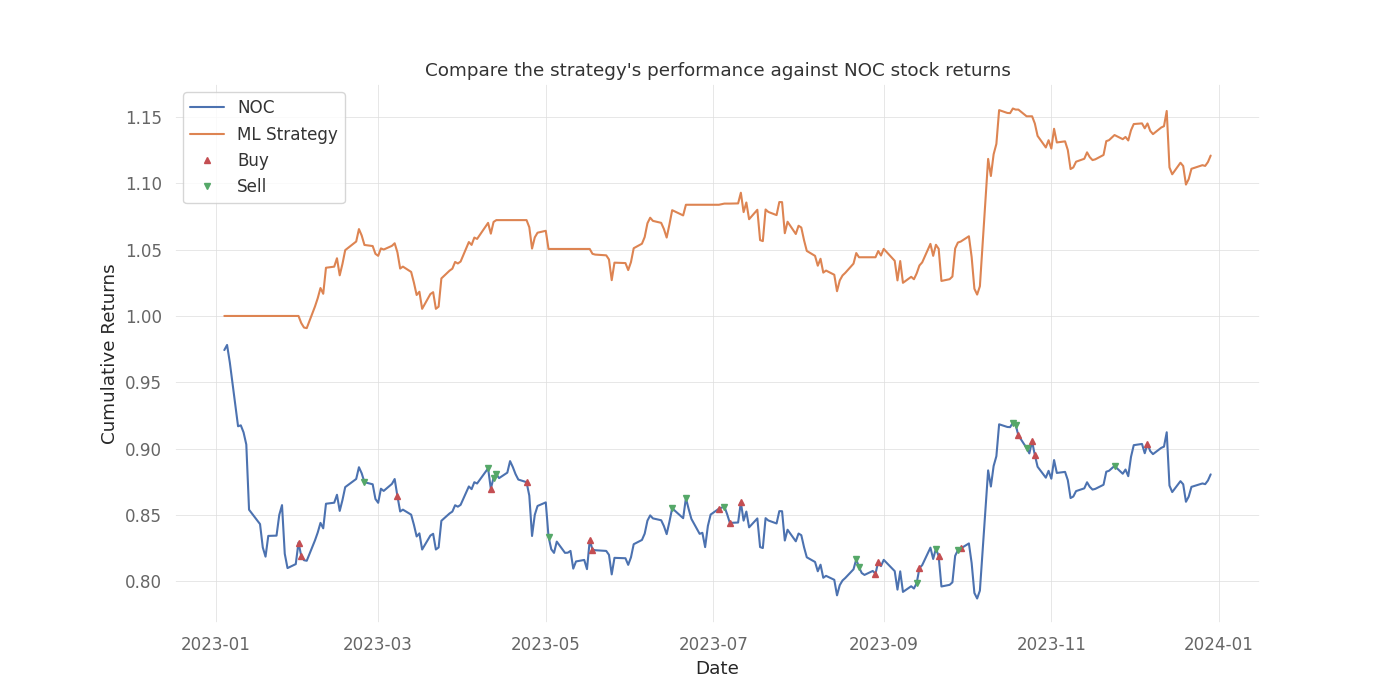 Compare the strategy's performance against NOC stock returns
NOC
ML Strategy
Buy
Sell
Cumulative Returns
1.15
1.10
1.05
1.00
0.95
0.90
0.85
0.80
2023-01
2023-03
2023-05
2023-07
2023-09
2023-11
2024-01
Date